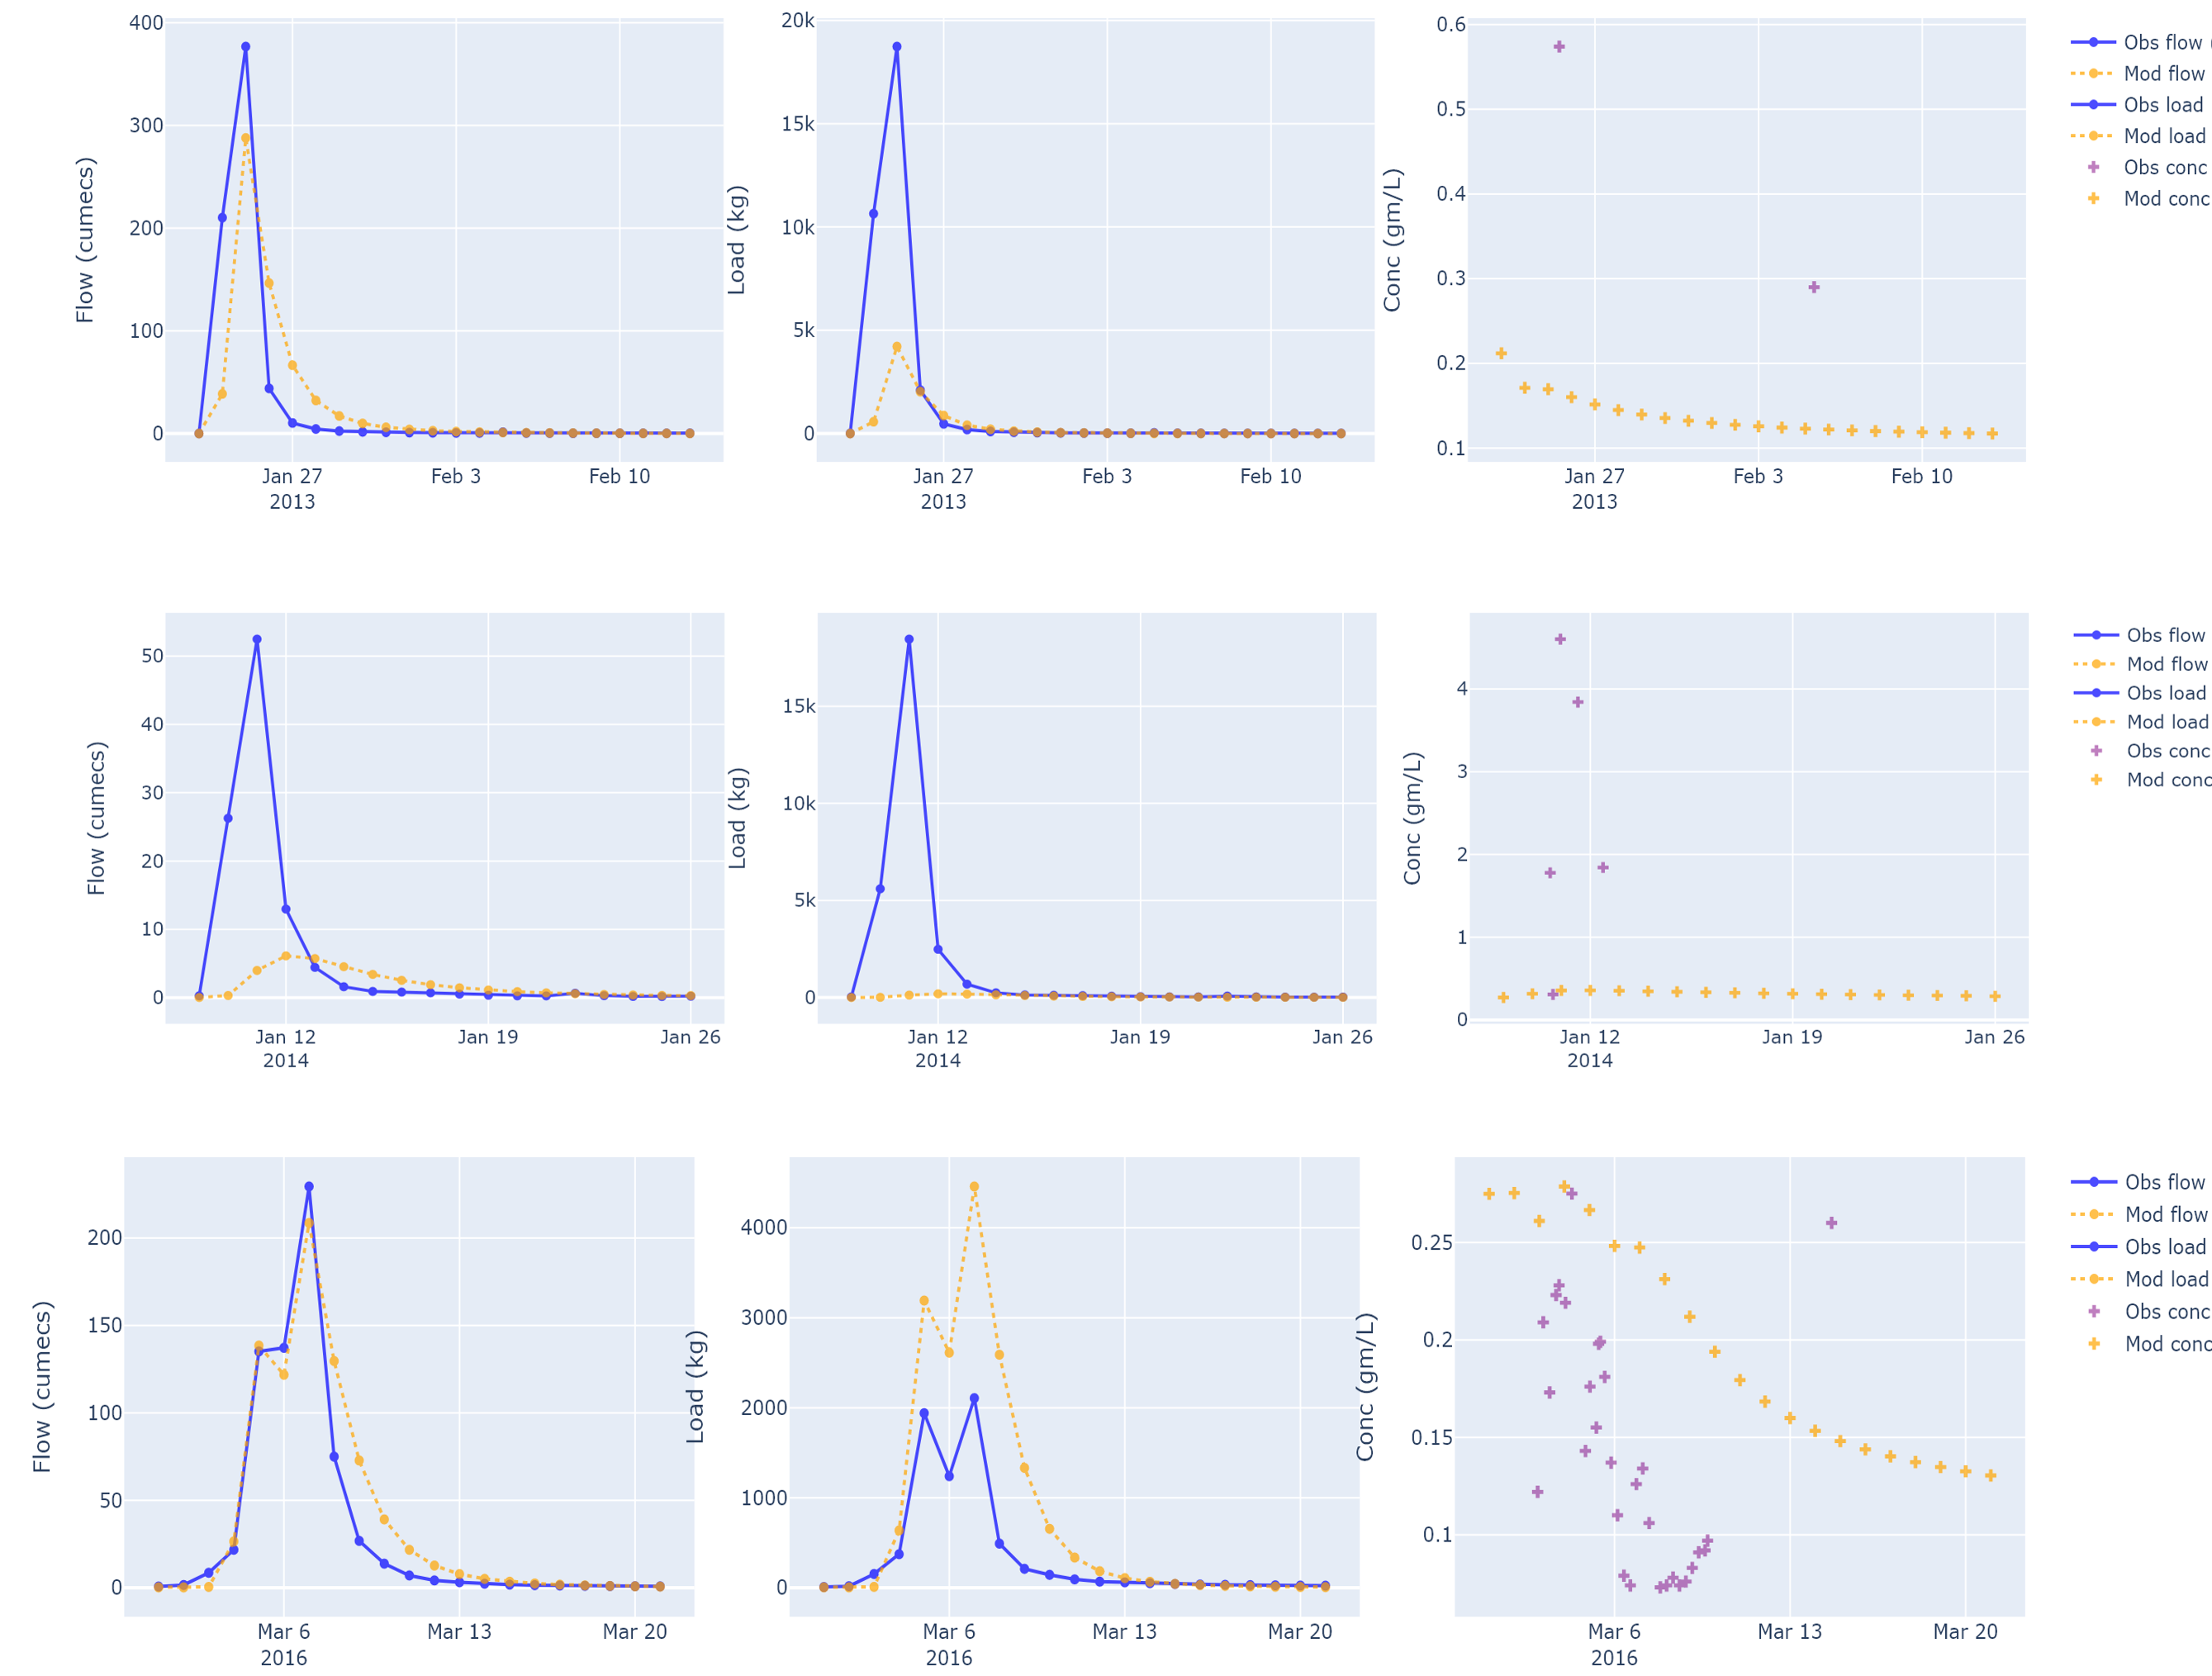 400
300
200
100
0
Flow (cumecs)
Jan 27
2013
Feb 3
Feb 10
20k
15k
10k
5k
0
Load (kg)
Jan 27
2013
Feb 3
Feb 10
0.6
0.5
0.4
0.3
0.2
0.1
Conc (gm/L)
Jan 27
2013
Feb 3
Feb 10
Obs flow
Mod flow
Obs load
Mod load
Obs conc
Mod conc
50
40
30
20
10
0
Flow (cumecs)
Jan 12
2014
Jan 19
Jan 26
15k
10k
5k
0
Load (kg)
Jan 12
2014
Jan 19
Jan 26
4
3
2
1
0
Conc (gm/L)
Jan 12
2014
Jan 19
Jan 26
Obs flow
Mod flow
Obs load
Mod load
Obs conc
Mod conc
200
150
100
50
0
Flow (cumecs)
Mar 6
2016
Mar 13
Mar 20
4000
3000
2000
1000
0
Load (kg)
Mar 6
2016
Mar 13
Mar 20
0.25
0.2
0.15
0.1
Conc (gm/L)
Mar 6
2016
Mar 13
Mar 20
Obs flow
Mod flow
Obs load
Mod load
Obs conc
Mod conc